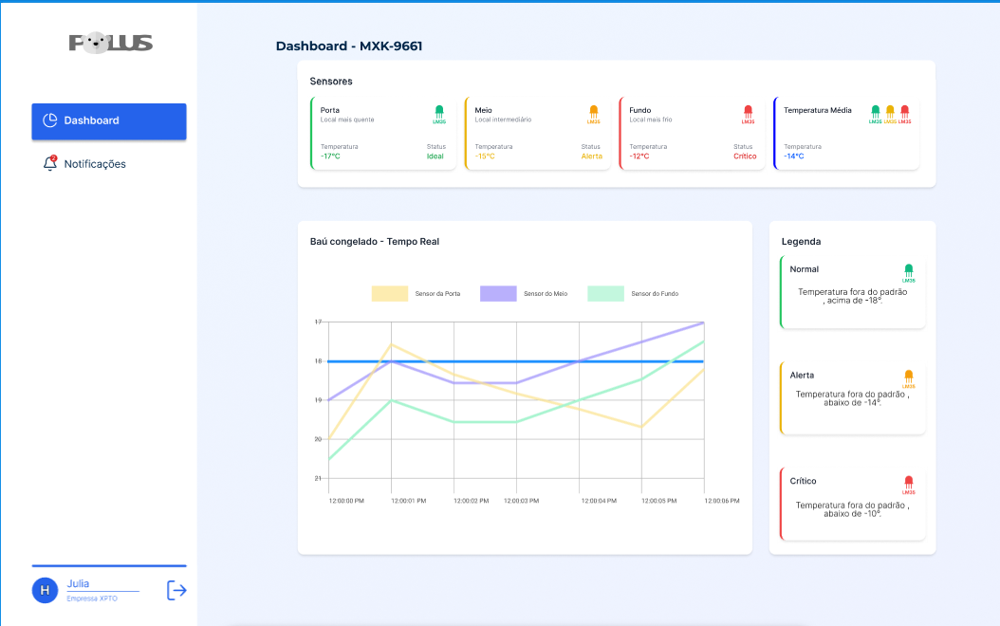 POLUS
Dashboard
2
Notificações
Dashboard - MXK-9661
Sensores
Porta
Local mais quente
LM35
Temperatura
Status
-17°C
Ideal
Meio
Local intermediário
LM35
Temperatura
Status
-15°C
Alerta
Fundo
Local mais frio
LM35
Temperatura
Status
-12°C
Crítico
Temperatura Média
LM35 LM35 LM35
Temperatura
-14°C
Baú congelado - Tempo Real
Sensor da Porta
Sensor do Meio
Sensor do Fundo
17
18
19
20
21
12:00:00 PM
12:00:01 PM
12:00:02 PM
12:00:03 PM
12:00:04 PM
12:00:05 PM
12:00:06 PM
Legenda
Normal
LM35
Temperatura fora do padrão
, acima de -18°.
Alerta
LM35
Temperatura fora do padrão ,
abaixo de -14°.
Crítico
LM35
Temperatura fora do padrão ,
abaixo de -10°.
H
Julia
Empressa XPTO